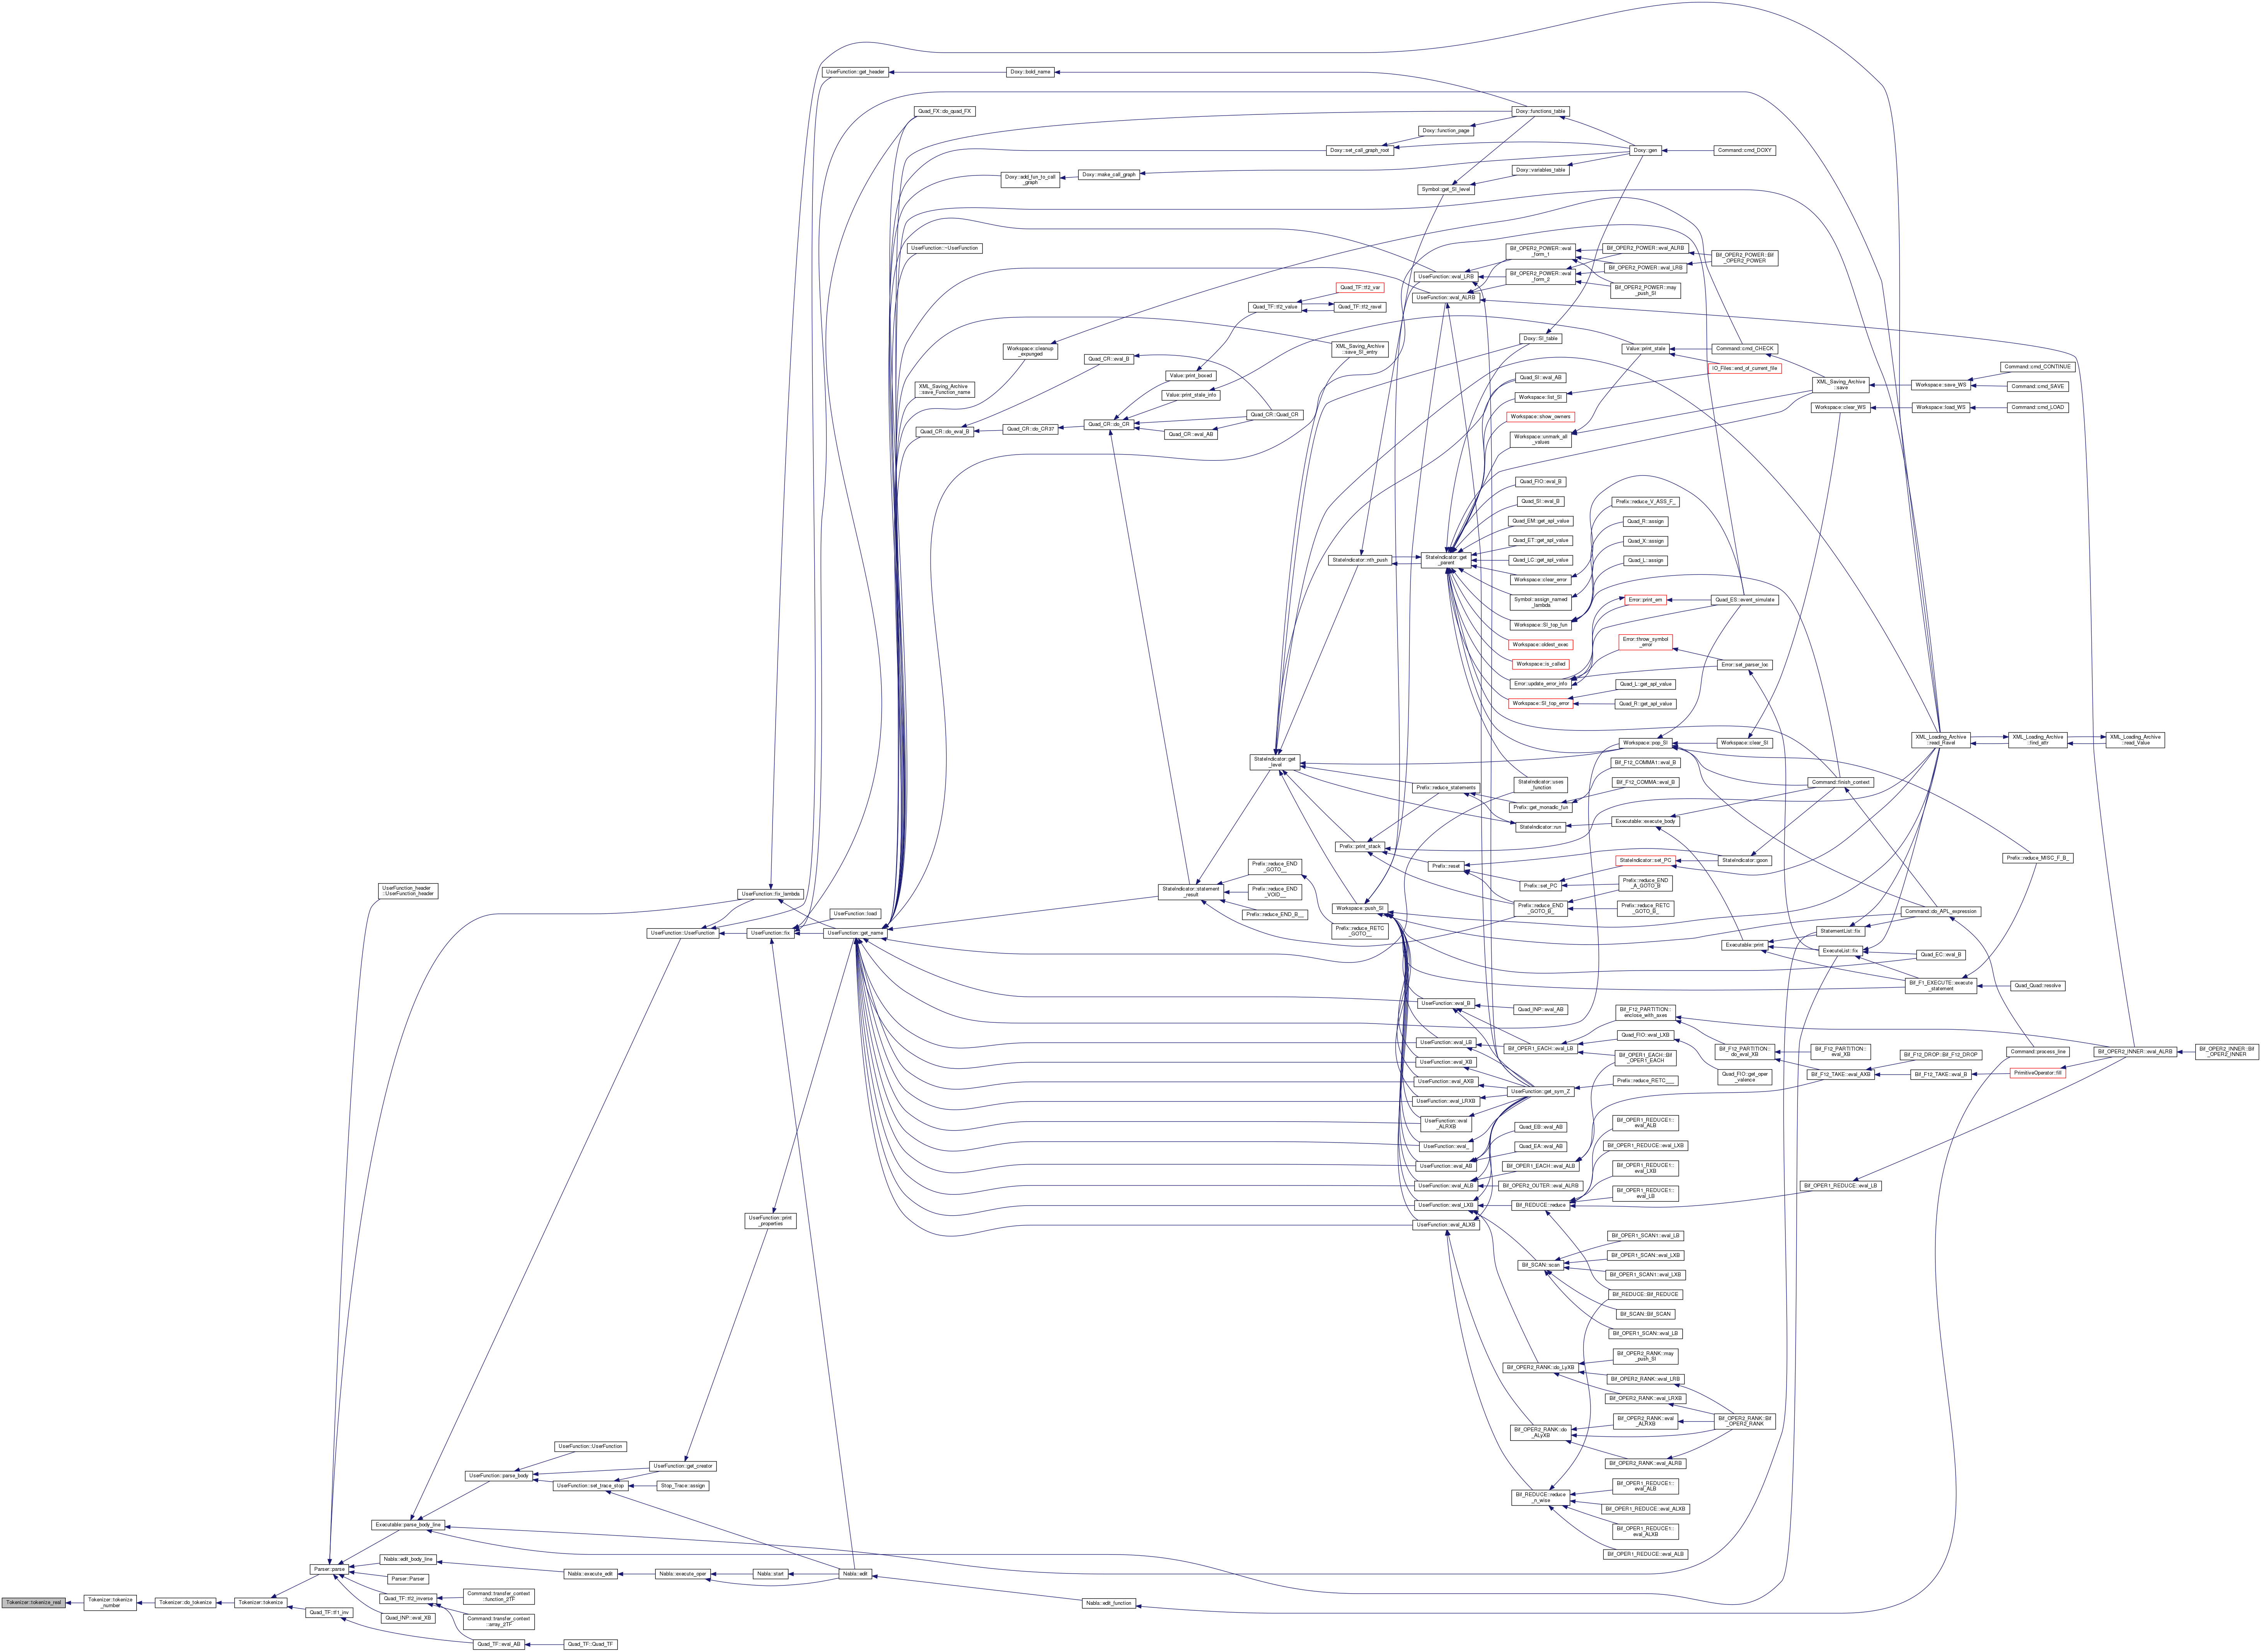 UserFunction::get_header
Doxy::bold_name
Quad_FX::do_quad_FX
Doxy::functions_table
Doxy::function_page
Doxy::set_call_graph_root
Doxy::gen
Command::cmd_DOXY
Doxy::add_fun_to_call
_graph
Doxy::make_call_graph
Doxy::variables_table
Symbol::get_SI_level
UserFunction::~UserFunction
Bif_OPER2_POWER::eval
_form_1
Bif_OPER2_POWER::eval_ALRB
Bif_OPER2_POWER::Bif
_OPER2_POWER
UserFunction::eval_LRB
Bif_OPER2_POWER::eval
_form_2
Bif_OPER2_POWER::eval_LRB
Bif_OPER2_POWER::may
_push_SI
Quad_TF::tf2_var
UserFunction::eval_ALRB
Quad_TF::tf2_value
Quad_TF::tf2_ravel
Doxy::SI_table
Workspace::cleanup
_expunged
XML_Saving_Archive
::save_SI_entry
Value::print_stale
Command::cmd_CHECK
Quad_CR::eval_B
IO_Files::end_of_current_file
Command::cmd_CONTINUE
Value::print_boxed
Quad_SI::eval_AB
XML_Saving_Archive
::save
Workspace::save_WS
Command::cmd_SAVE
XML_Saving_Archive
::save_Function_name
Value::print_stale_info
Workspace::list_SI
Workspace::clear_WS
Workspace::load_WS
Command::cmd_LOAD
Quad_CR::Quad_CR
Workspace::show_owners
Quad_CR::do_eval_B
Quad_CR::do_CR37
Quad_CR::do_CR
Quad_CR::eval_AB
Workspace::unmark_all
_values
Quad_FIO::eval_B
Quad_SI::eval_B
Prefix::reduce_V_ASS_F_
Quad_EM::get_apl_value
Quad_R::assign
Quad_ET::get_apl_value
Quad_X::assign
StateIndicator::nth_push
StateIndicator::get
_parent
Quad_LC::get_apl_value
Quad_L::assign
Workspace::clear_error
Symbol::assign_named
_lambda
Error::print_em
Quad_ES::event_simulate
Workspace::SI_top_fun
Workspace::oldest_exec
Error::throw_symbol
_error
Workspace::is_called
Error::set_parser_loc
Error::update_error_info
Quad_L::get_apl_value
Workspace::SI_top_error
Quad_R::get_apl_value
Workspace::pop_SI
Workspace::clear_SI
XML_Loading_Archive
::read_Ravel
XML_Loading_Archive
::find_attr
XML_Loading_Archive
::read_Value
StateIndicator::get
_level
Bif_F12_COMMA1::eval_B
StateIndicator::uses
_function
Bif_F12_COMMA::eval_B
Command::finish_context
Prefix::reduce_statements
Prefix::get_monadic_fun
StateIndicator::run
Executable::execute_body
Prefix::print_stack
Prefix::reset
StateIndicator::set_PC
StateIndicator::goon
Prefix::reduce_MISC_F_B_
Prefix::reduce_END
_GOTO__
Prefix::set_PC
Prefix::reduce_END
_A_GOTO_B
UserFunction_header
::UserFunction_header
UserFunction::fix_lambda
StateIndicator::statement
_result
Prefix::reduce_END
_VOID__
Prefix::reduce_END
_GOTO_B_
Prefix::reduce_RETC
_GOTO_B_
Prefix::reduce_END_B__
Workspace::push_SI
Command::do_APL_expression
UserFunction::load
Prefix::reduce_RETC
_GOTO__
UserFunction::UserFunction
UserFunction::fix
UserFunction::get_name
StatementList::fix
Executable::print
ExecuteList::fix
Quad_EC::eval_B
Bif_F1_EXECUTE::execute
_statement
Quad_Quad::resolve
UserFunction::eval_B
Quad_INP::eval_AB
Bif_F12_PARTITION::
enclose_with_axes
Quad_FIO::eval_LXB
UserFunction::eval_LB
Bif_OPER1_EACH::eval_LB
Bif_F12_PARTITION::
do_eval_XB
Bif_F12_PARTITION::
eval_XB
Command::process_line
Bif_OPER2_INNER::eval_ALRB
Bif_OPER2_INNER::Bif
_OPER2_INNER
Bif_OPER1_EACH::Bif
_OPER1_EACH
Bif_F12_DROP::Bif_F12_DROP
UserFunction::eval_XB
Quad_FIO::get_oper
_valence
Bif_F12_TAKE::eval_AXB
Bif_F12_TAKE::eval_B
PrimitiveOperator::fill
UserFunction::eval_AXB
Prefix::reduce_RETC___
UserFunction::get_sym_Z
UserFunction::eval_LRXB
UserFunction::eval
_ALRXB
Quad_EB::eval_AB
Bif_OPER1_REDUCE1::
eval_ALB
UserFunction::eval_
Quad_EA::eval_AB
Bif_OPER1_REDUCE::eval_LXB
UserFunction::eval_AB
Bif_OPER1_EACH::eval_ALB
Bif_OPER1_REDUCE1::
eval_LXB
UserFunction::eval_ALB
Bif_OPER2_OUTER::eval_ALRB
Bif_OPER1_REDUCE1::
eval_LB
Bif_OPER1_REDUCE::eval_LB
UserFunction::eval_LXB
Bif_REDUCE::reduce
UserFunction::print
_properties
UserFunction::eval_ALXB
Bif_OPER1_SCAN1::eval_LB
Bif_OPER1_SCAN::eval_LXB
Bif_SCAN::scan
Bif_OPER1_SCAN1::eval_LXB
Bif_REDUCE::Bif_REDUCE
Bif_SCAN::Bif_SCAN
Bif_OPER1_SCAN::eval_LB
Bif_OPER2_RANK::may
_push_SI
Bif_OPER2_RANK::do_LyXB
Bif_OPER2_RANK::eval_LRB
Bif_OPER2_RANK::eval_LRXB
Bif_OPER2_RANK::eval
_ALRXB
Bif_OPER2_RANK::Bif
_OPER2_RANK
Bif_OPER2_RANK::do
_ALyXB
UserFunction::UserFunction
Bif_OPER2_RANK::eval_ALRB
UserFunction::parse_body
UserFunction::get_creator
UserFunction::set_trace_stop
Stop_Trace::assign
Bif_OPER1_REDUCE1::
eval_ALB
Bif_REDUCE::reduce
_n_wise
Bif_OPER1_REDUCE::eval_ALXB
Executable::parse_body_line
Bif_OPER1_REDUCE1::
eval_ALXB
Bif_OPER1_REDUCE::eval_ALB
Nabla::edit_body_line
Parser::parse
Nabla::execute_edit
Nabla::execute_oper
Nabla::start
Nabla::edit
Parser::Parser
Tokenizer::tokenize_real
Tokenizer::tokenize
_number
Tokenizer::do_tokenize
Tokenizer::tokenize
Quad_TF::tf2_inverse
Command::transfer_context
::function_2TF
Nabla::edit_function
Quad_TF::tf1_inv
Quad_INP::eval_XB
Command::transfer_context
::array_2TF
Quad_TF::eval_AB
Quad_TF::Quad_TF